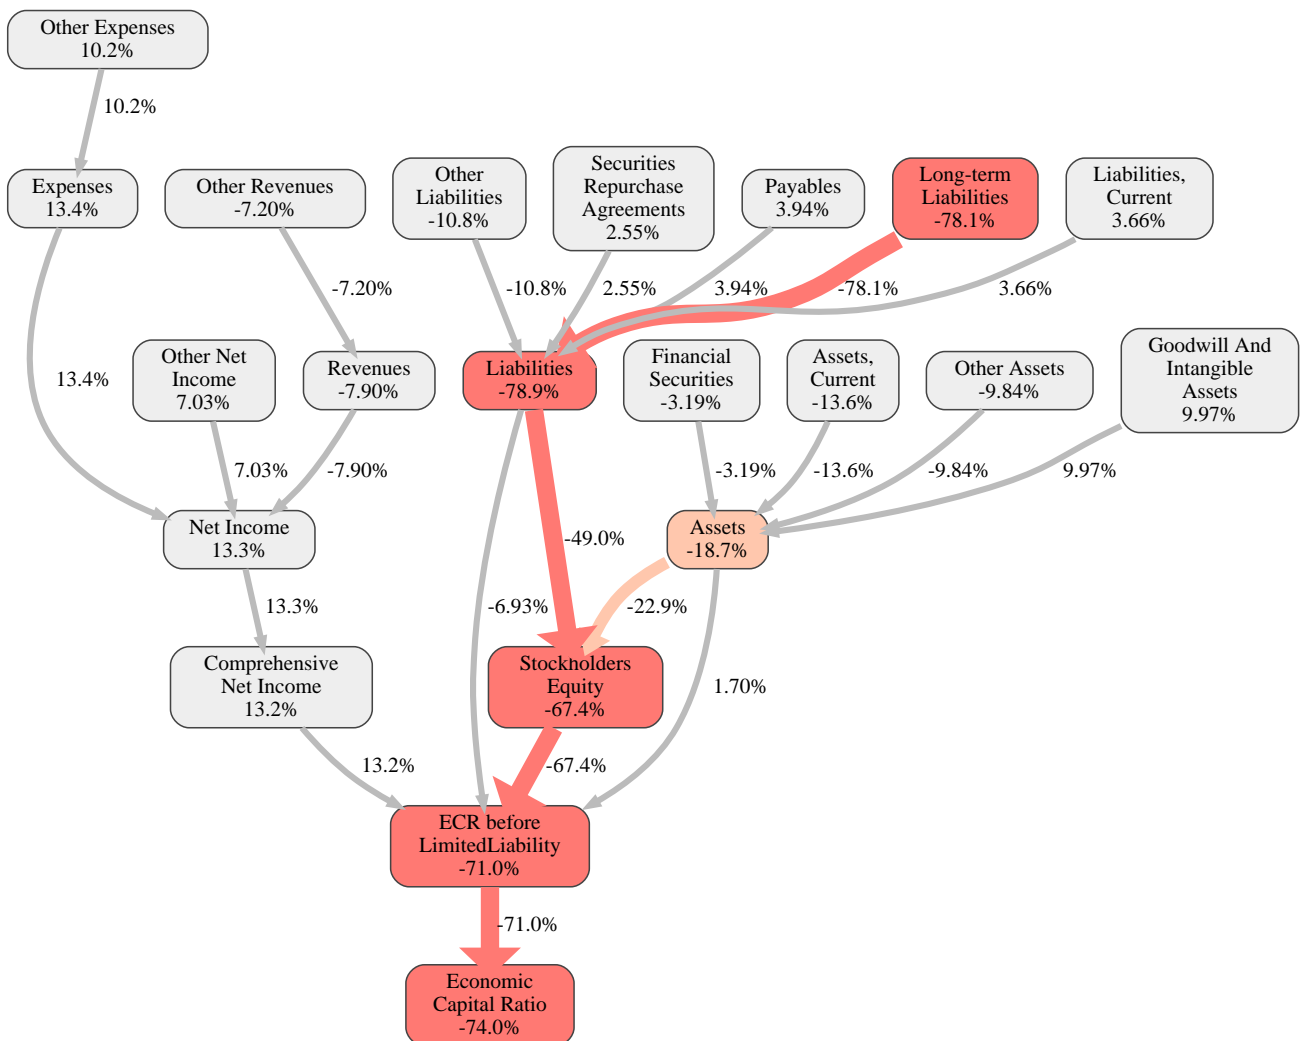 Other Expenses
10.2%
10.2%
Expenses
13.4%
Other Revenues
-7.20%
Other
Liabilities
-10.8%
Securities
Repurchase
Agreements
2.55%
Payables
3.94%
Long-term
Liabilities
-78.1%
Liabilities,
Current
3.66%
-7.20%
-10.8%
2.55%
3.94%
-78.1%
3.66%
13.4%
Other Net
Income
7.03%
Revenues
-7.90%
Liabilities
-78.9%
Financial
Securities
-3.19%
Assets,
Current
-13.6%
Other Assets
-9.84%
Goodwill And
Intangible
Assets
9.97%
7.03%
-7.90%
-3.19%
-13.6%
-9.84%
9.97%
Net Income
13.3%
-49.0%
Assets
-18.7%
13.3%
-6.93%
-22.9%
Comprehensive
Net Income
13.2%
Stockholders
Equity
-67.4%
1.70%
13.2%
-67.4%
ECR before
LimitedLiability
-71.0%
-71.0%
Economic
Capital Ratio
-74.0%